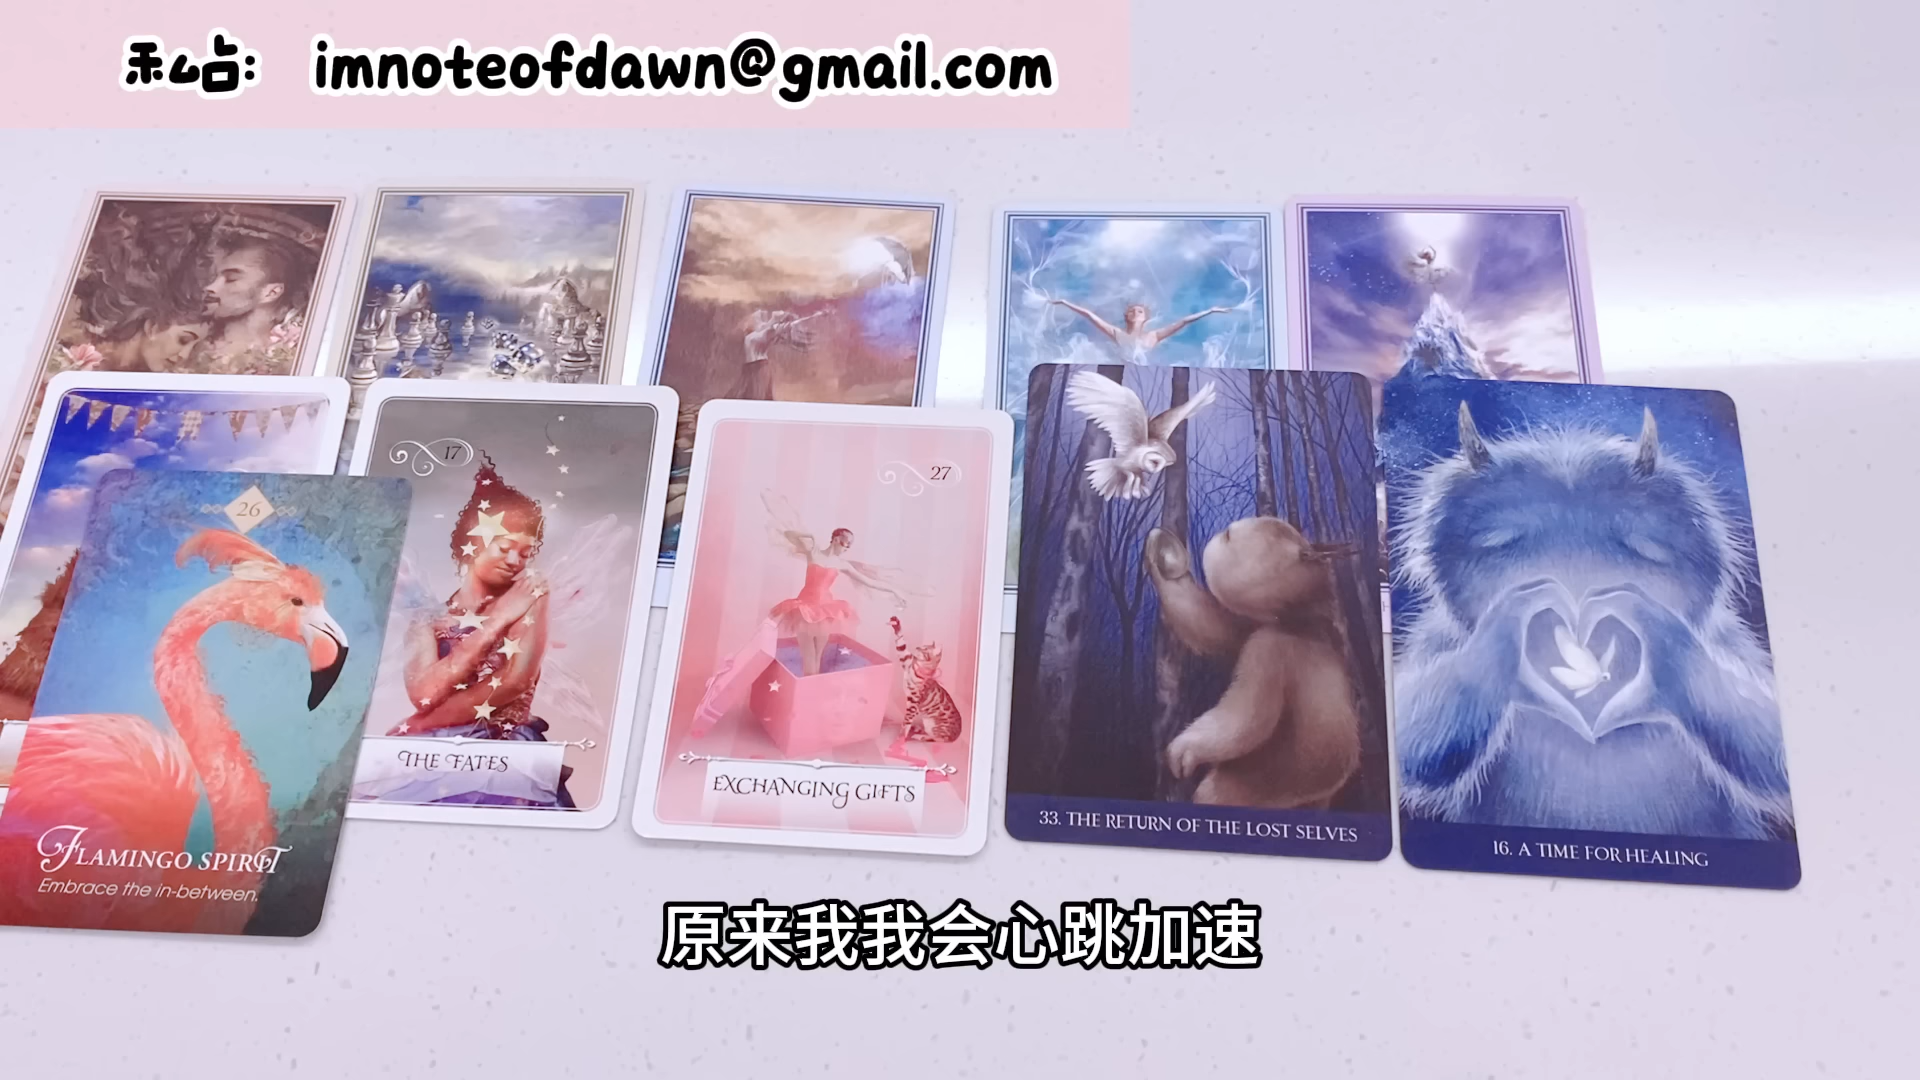 私占: imnoteofdawn@gmail.com
17
27
26
THE FATES
EXCHANGING GIFTS
33. THE RETURN OF THE LOST SELVES
16. A TIME FOR HEALING
FLAMINGO SPIRIT
Embrace the in-between.
原来我我会心跳加速